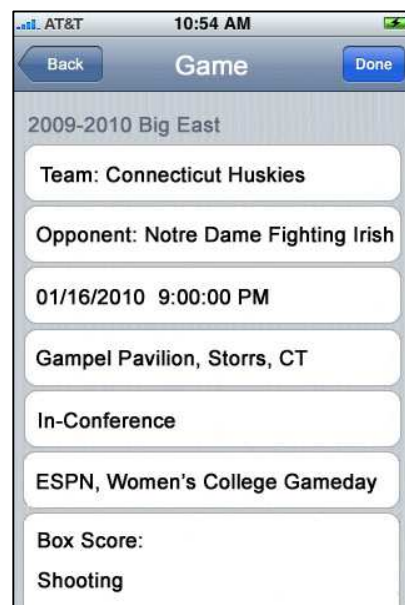 AT&T 10:54 AM
Back Game Done
2009-2010 Big East
Team: Connecticut Huskies
Opponent: Notre Dame Fighting Irish
01/16/2010 9:00:00 PM
Gampel Pavilion, Storrs, CT
In-Conference
ESPN, Women's College Gameday
Box Score:
Shooting